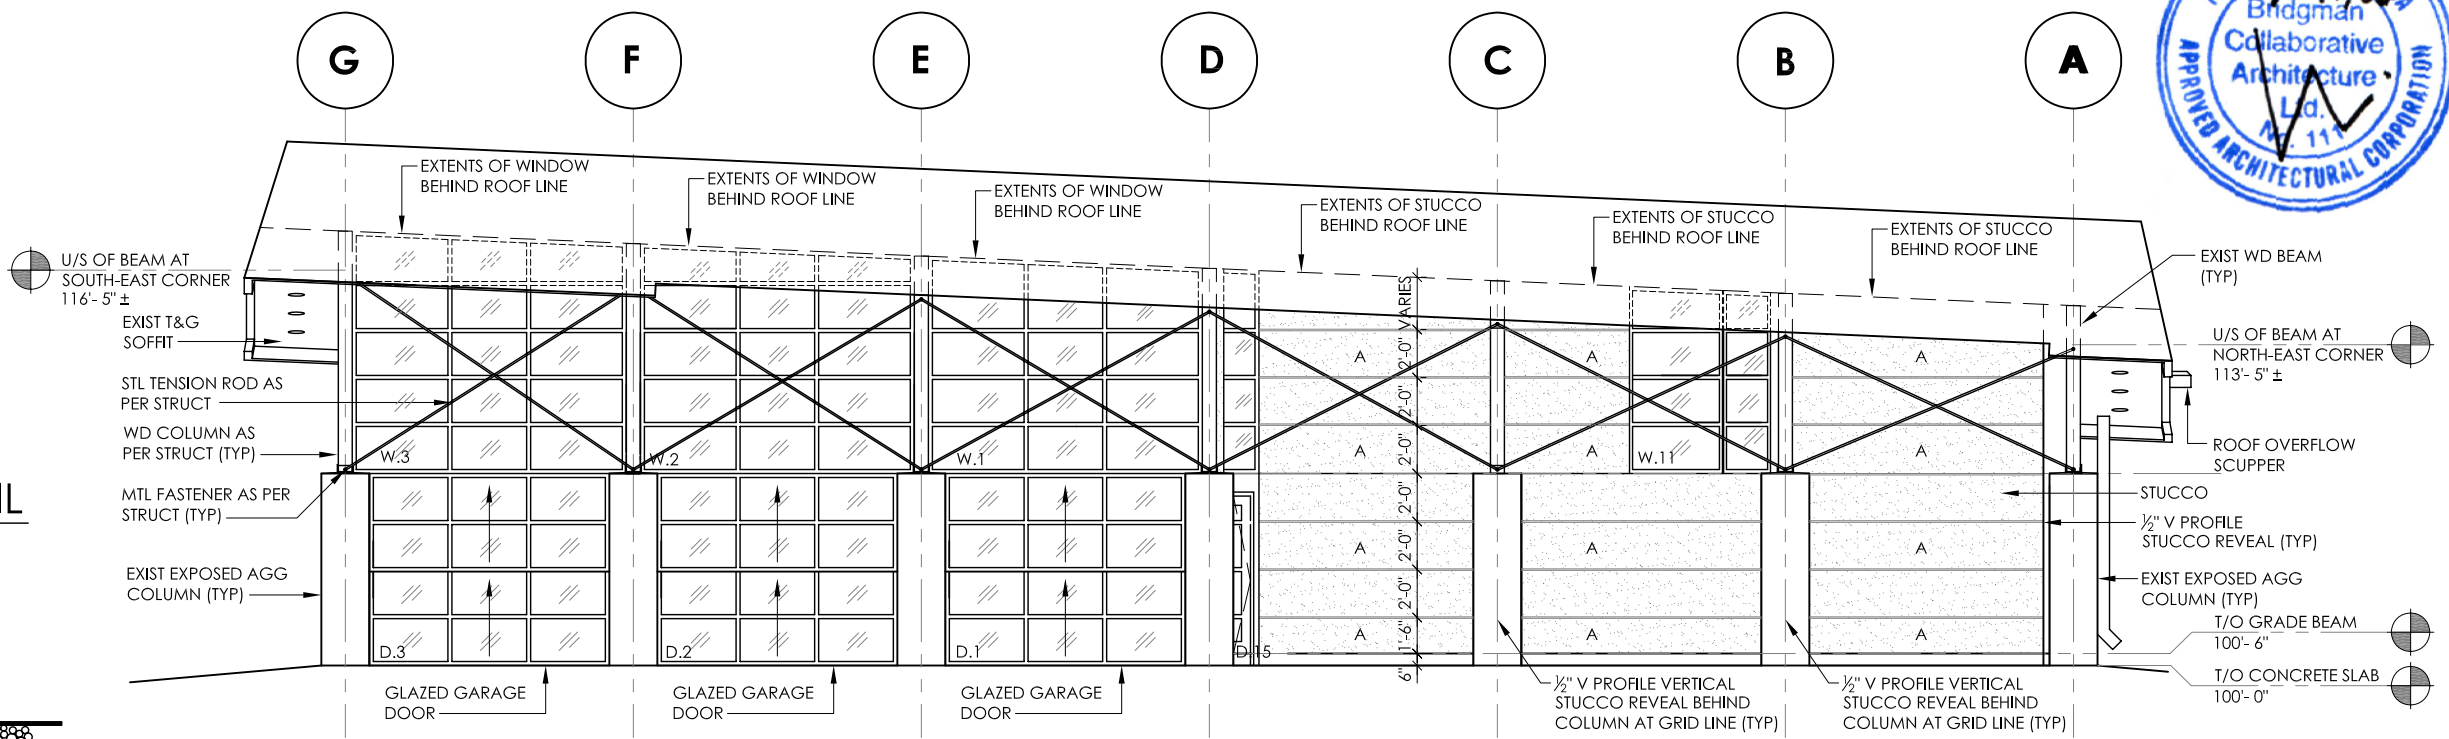 G
F
E
D
C
B
A
Bridgman
Collaborative
Architecture
Ltd.
No. 111
APPROVED ARCHITECTURAL CORPORATION
EXTENTS OF WINDOW
BEHIND ROOF LINE
EXTENTS OF WINDOW
BEHIND ROOF LINE
EXTENTS OF WINDOW
BEHIND ROOF LINE
EXTENTS OF STUCCO
BEHIND ROOF LINE
EXTENTS OF STUCCO
BEHIND ROOF LINE
EXTENTS OF STUCCO
BEHIND ROOF LINE
EXIST WD BEAM
(TYP)
U/S OF BEAM AT
SOUTH-EAST CORNER
116'- 5" ±
EXIST T&G
SOFFIT
STL TENSION ROD AS
PER STRUCT
WD COLUMN AS
PER STRUCT (TYP)
MTL FASTENER AS PER
STRUCT (TYP)
EXIST EXPOSED AGG
COLUMN (TYP)
IL
W.3
W.2
W.1
W.11
D.3
D.2
D.1
D.15
VARIES
2'-0"
2'-0"
2'-0"
2'-0"
2'-0"
2'-0"
1'-6"
6"
A
A
A
A
A
A
A
A
A
A
A
A
U/S OF BEAM AT
NORTH-EAST CORNER
113'- 5" ±
ROOF OVERFLOW
SCUPPER
STUCCO
½" V PROFILE
STUCCO REVEAL (TYP)
EXIST EXPOSED AGG
COLUMN (TYP)
T/O GRADE BEAM
100'- 6"
T/O CONCRETE SLAB
100'- 0"
GLAZED GARAGE
DOOR
GLAZED GARAGE
DOOR
GLAZED GARAGE
DOOR
½" V PROFILE VERTICAL
STUCCO REVEAL BEHIND
COLUMN AT GRID LINE (TYP)
½" V PROFILE VERTICAL
STUCCO REVEAL BEHIND
COLUMN AT GRID LINE (TYP)